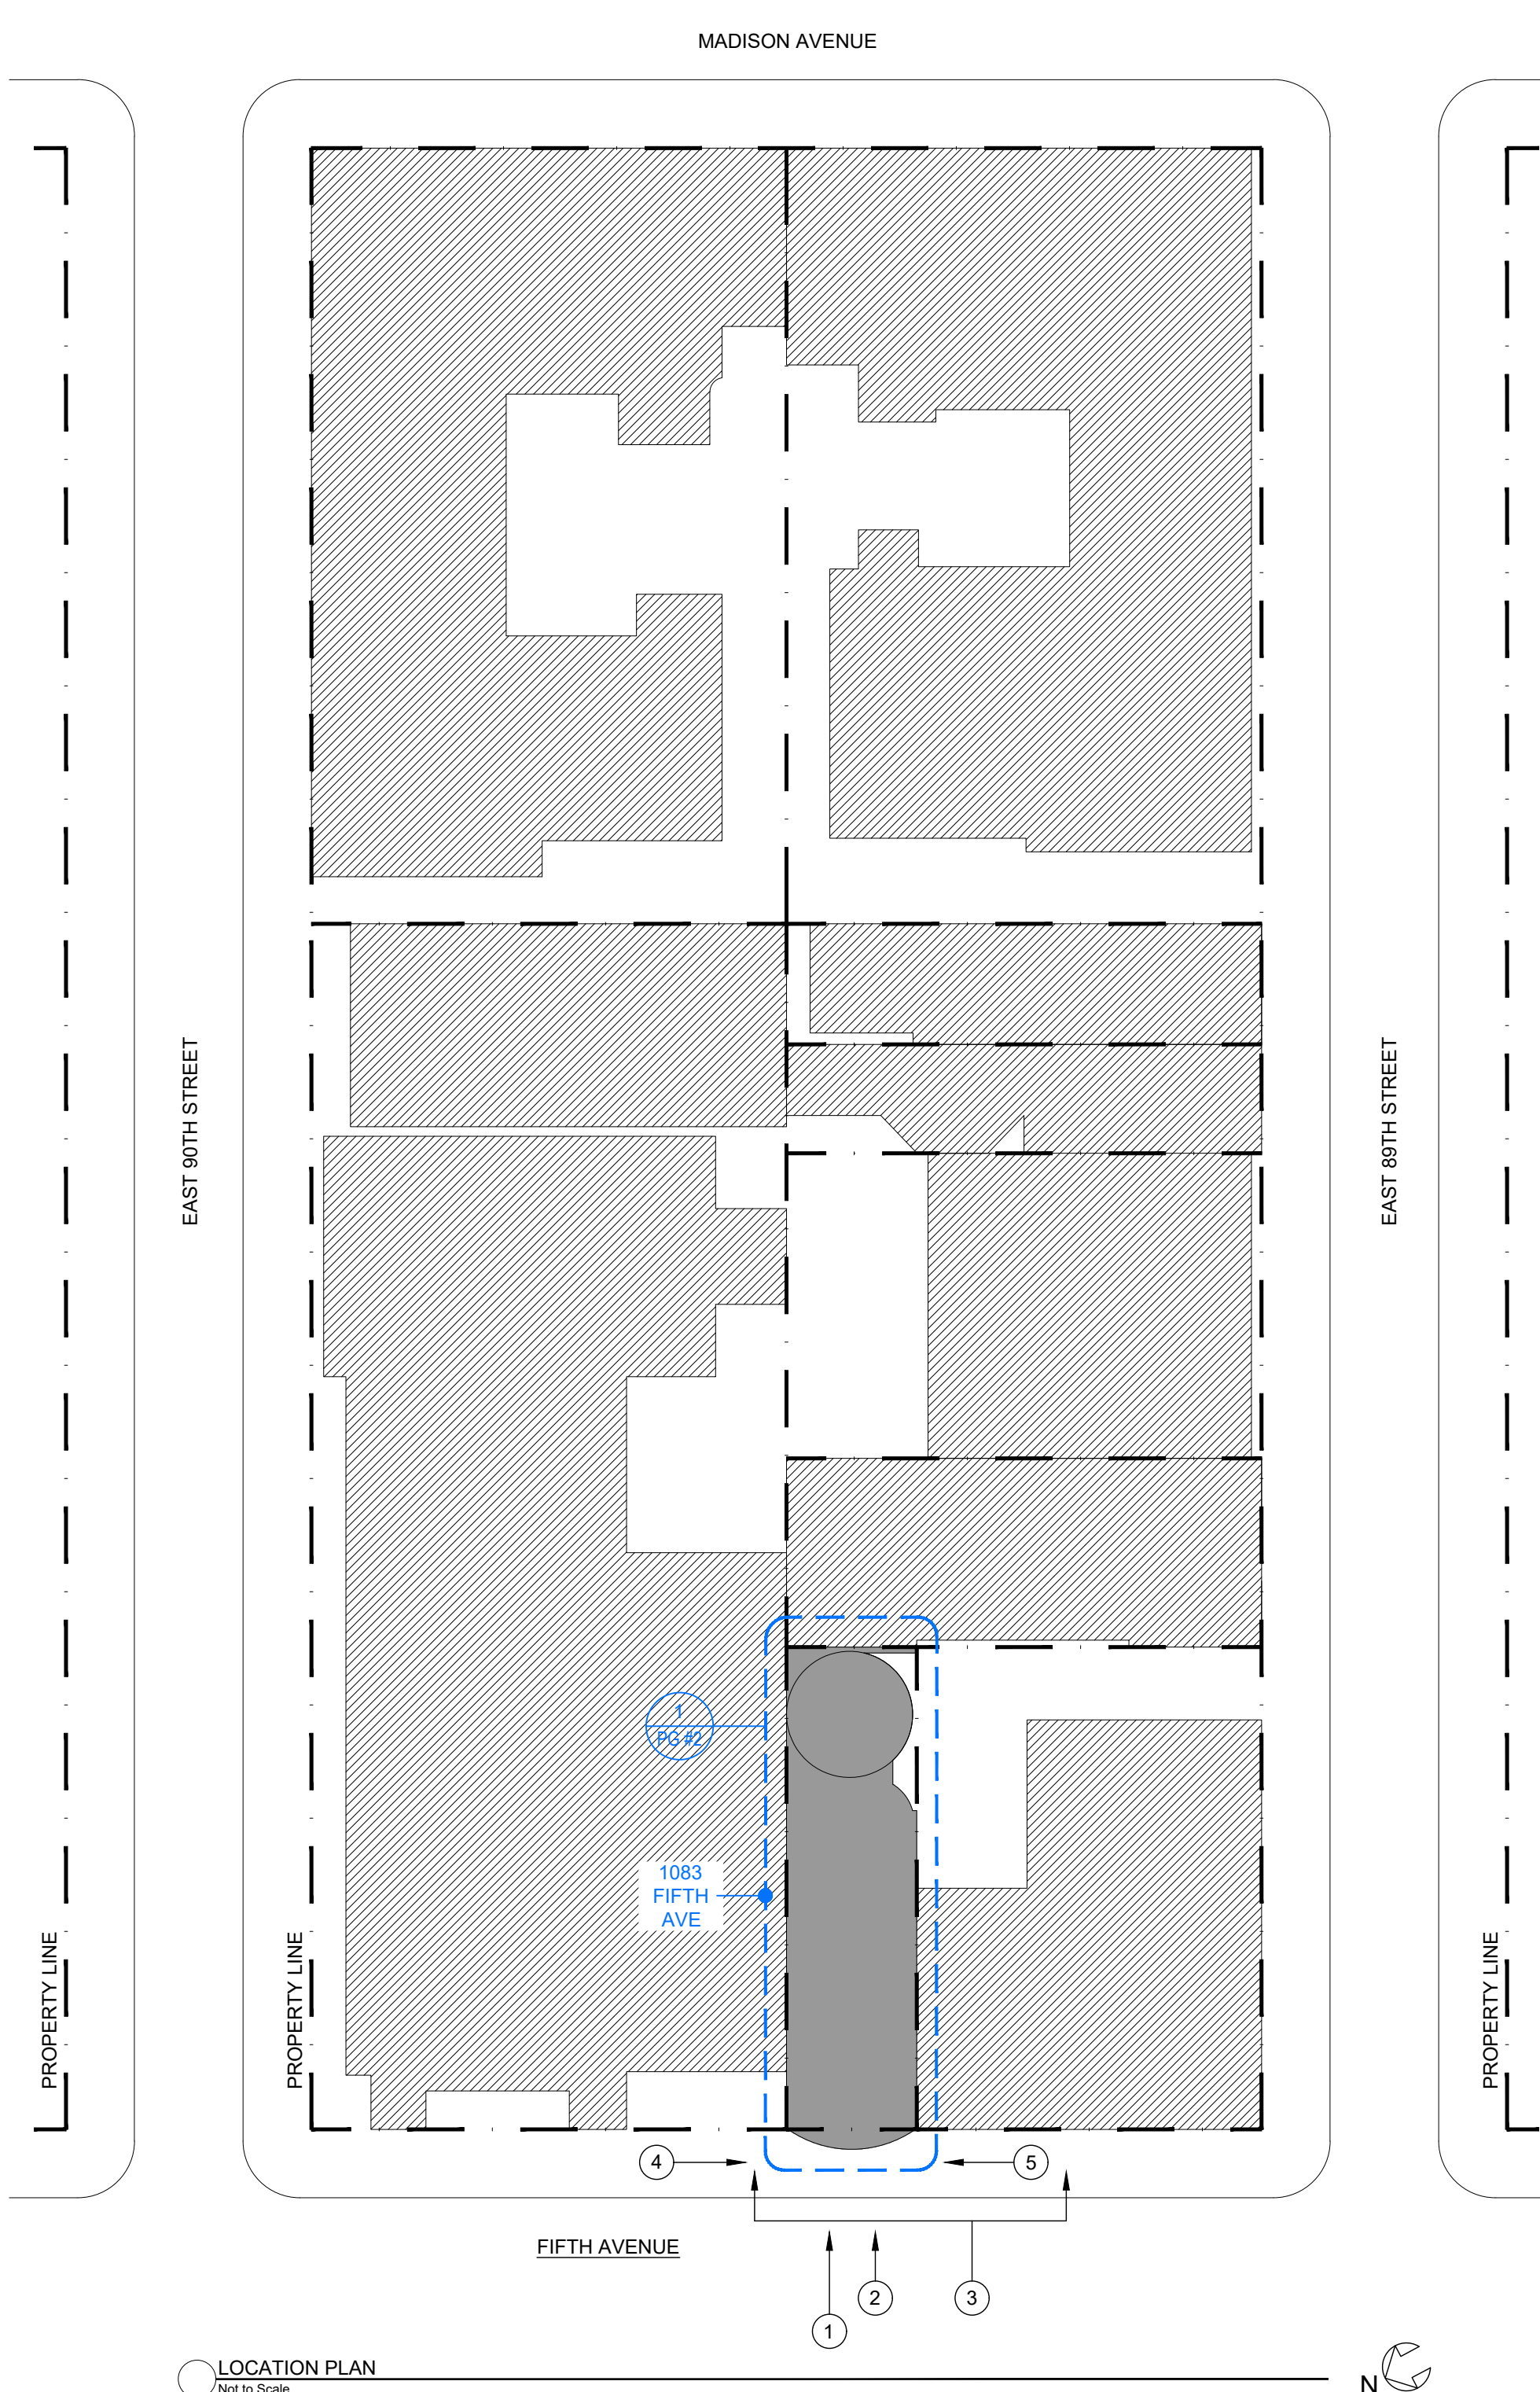 MADISON AVENUE
EAST 90TH STREET
EAST 89TH STREET
1
PG #2
1083
FIFTH
AVE
PROPERTY LINE
PROPERTY LINE
PROPERTY LINE
4
5
FIFTH AVENUE
2
3
1
LOCATION PLAN
Not to Scale
N